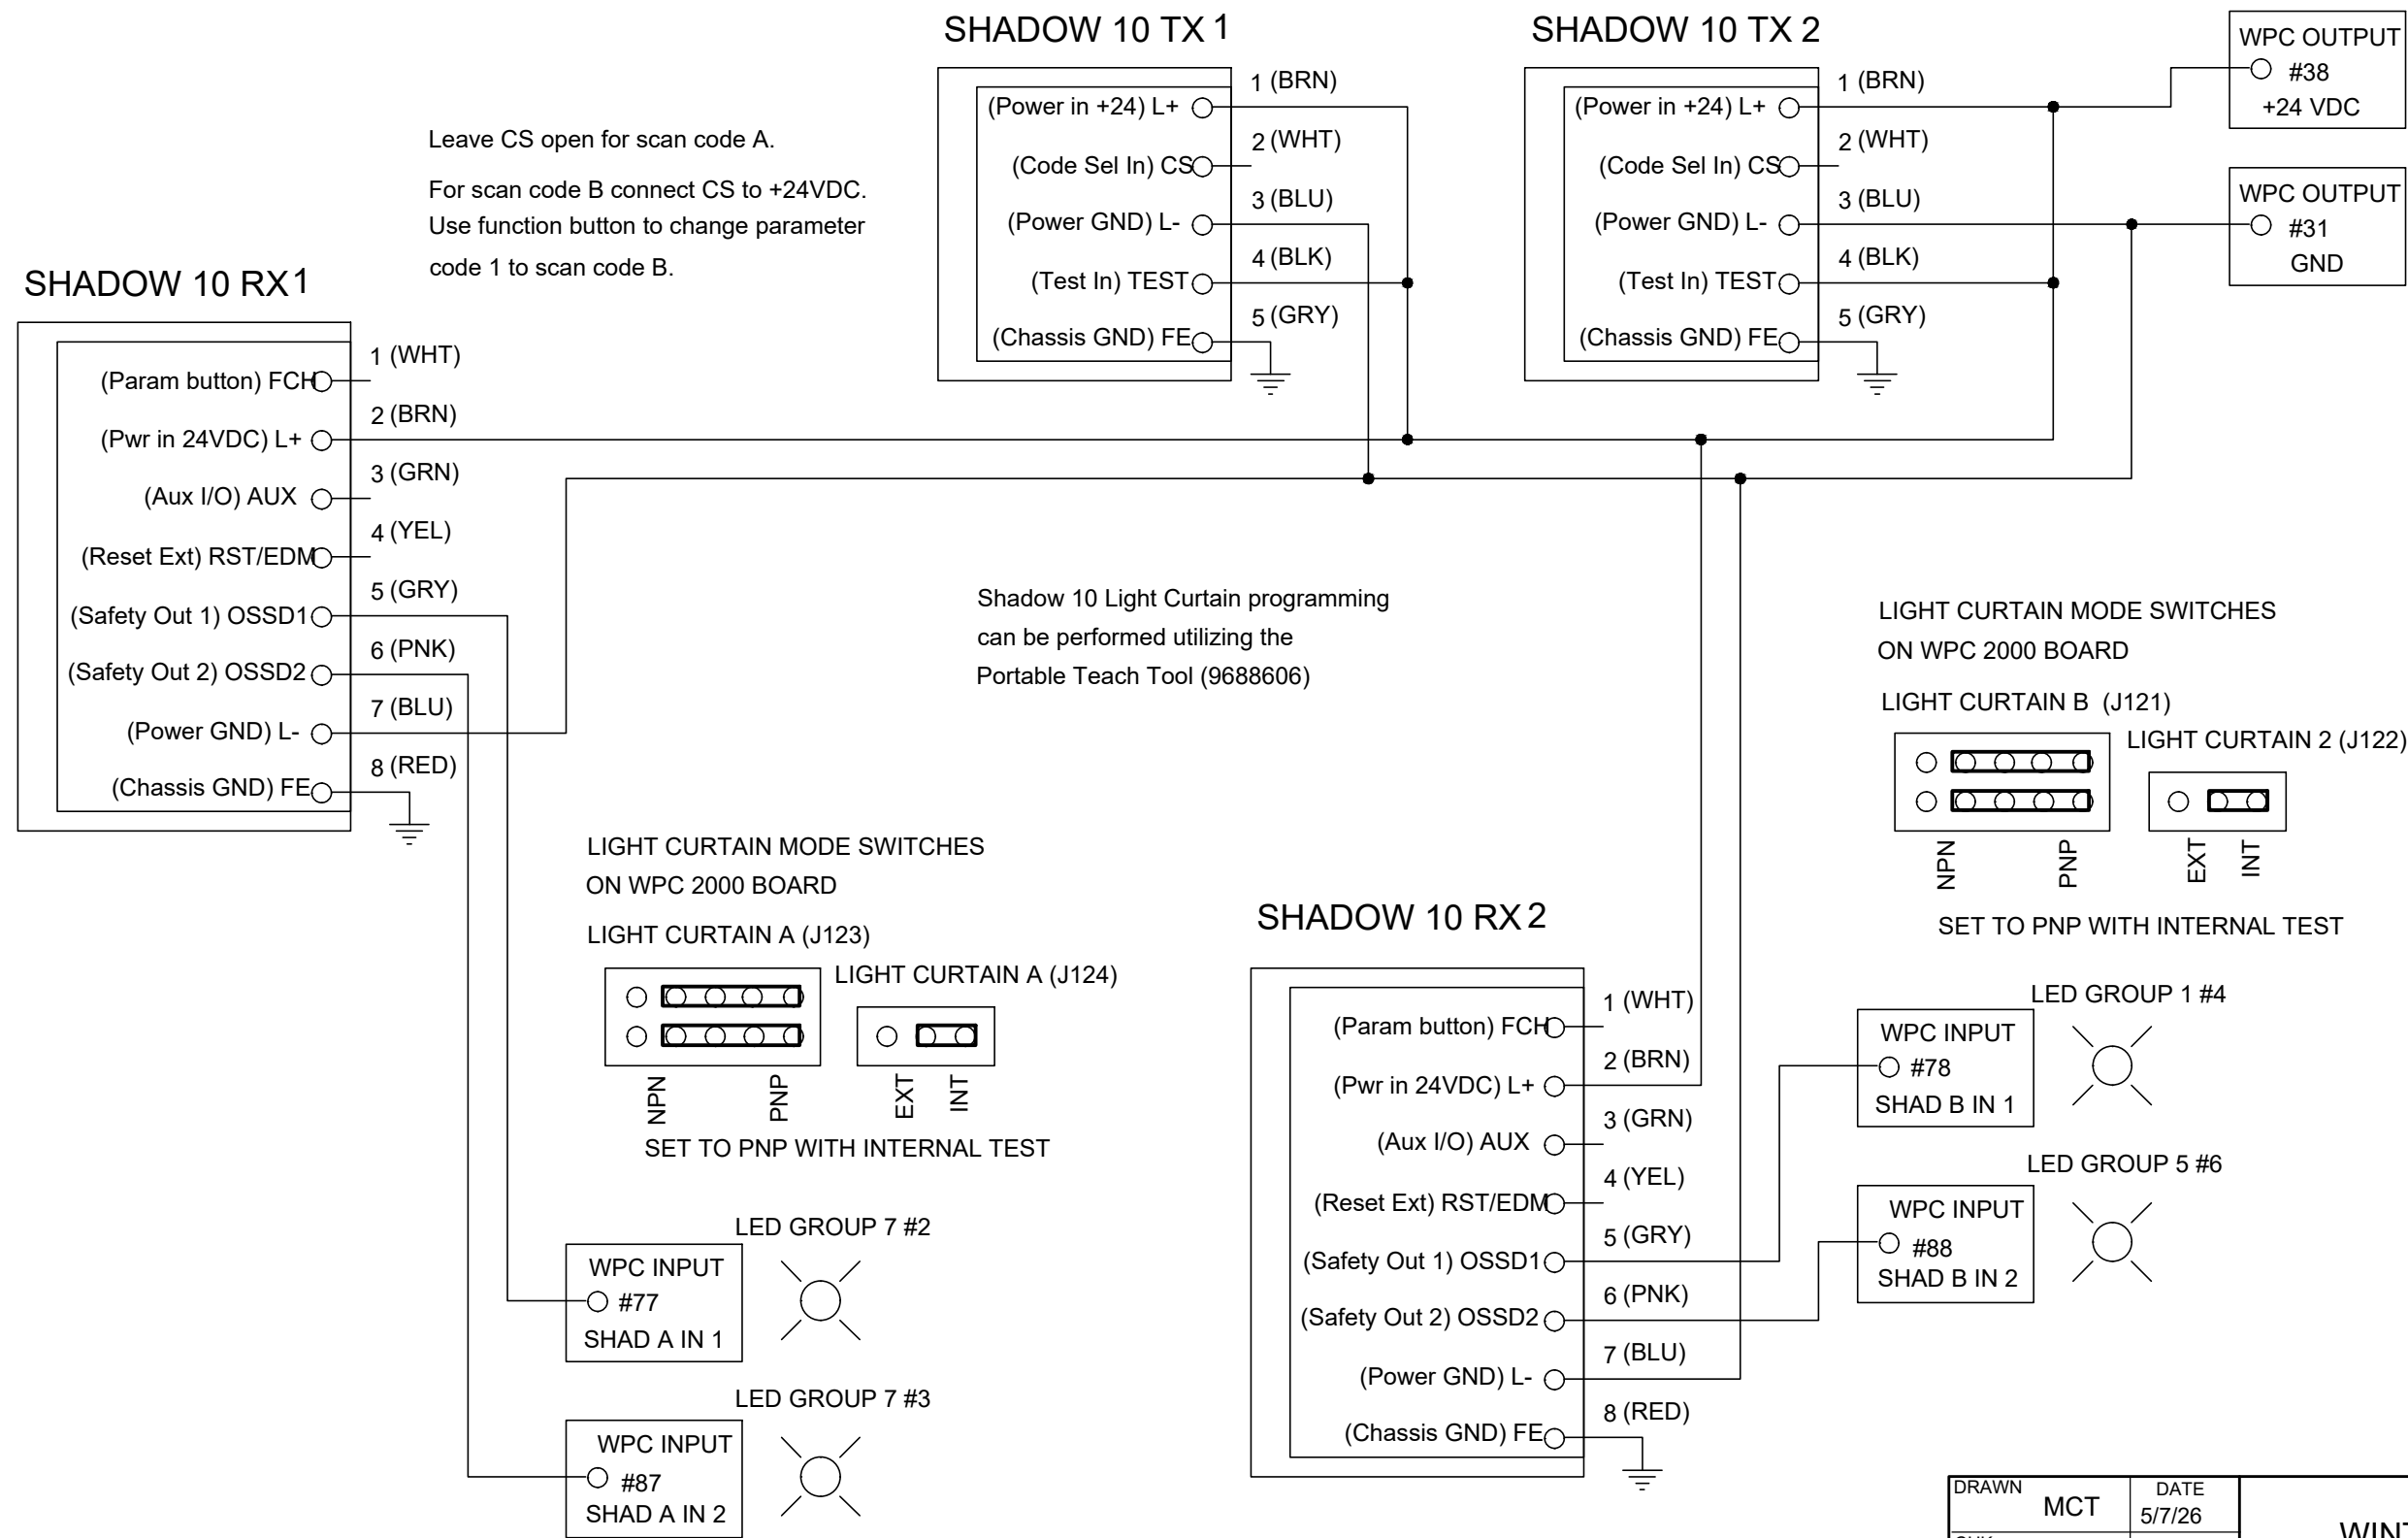 SHADOW 10 TX 1
SHADOW 10 TX 2
WPC OUTPUT
#38
+24 VDC
WPC OUTPUT
#31
GND
1 (BRN)
(Power in +24) L+
2 (WHT)
(Code Sel In) CS
3 (BLU)
(Power GND) L-
4 (BLK)
(Test In) TEST
5 (GRY)
(Chassis GND) FE
1 (BRN)
(Power in +24) L+
2 (WHT)
(Code Sel In) CS
3 (BLU)
(Power GND) L-
4 (BLK)
(Test In) TEST
5 (GRY)
(Chassis GND) FE
Leave CS open for scan code A.
For scan code B connect CS to +24VDC.
Use function button to change parameter
code 1 to scan code B.
SHADOW 10 RX 1
1 (WHT)
(Param button) FCH
2 (BRN)
(Pwr in 24VDC) L+
3 (GRN)
(Aux I/O) AUX
4 (YEL)
(Reset Ext) RST/EDM
5 (GRY)
(Safety Out 1) OSSD1
6 (PNK)
(Safety Out 2) OSSD2
7 (BLU)
(Power GND) L-
8 (RED)
(Chassis GND) FE
Shadow 10 Light Curtain programming
can be performed utilizing the
Portable Teach Tool (9688606)
LIGHT CURTAIN MODE SWITCHES
ON WPC 2000 BOARD
LIGHT CURTAIN B (J121)
LIGHT CURTAIN 2 (J122)
NPN
PNP
EXT
INT
SET TO PNP WITH INTERNAL TEST
LIGHT CURTAIN MODE SWITCHES
ON WPC 2000 BOARD
LIGHT CURTAIN A (J123)
LIGHT CURTAIN A (J124)
NPN
PNP
EXT
INT
SET TO PNP WITH INTERNAL TEST
LED GROUP 7 #2
WPC INPUT
#77
SHAD A IN 1
LED GROUP 7 #3
WPC INPUT
#87
SHAD A IN 2
SHADOW 10 RX 2
1 (WHT)
(Param button) FCH
2 (BRN)
(Pwr in 24VDC) L+
3 (GRN)
(Aux I/O) AUX
4 (YEL)
(Reset Ext) RST/EDM
5 (GRY)
(Safety Out 1) OSSD1
6 (PNK)
(Safety Out 2) OSSD2
7 (BLU)
(Power GND) L-
8 (RED)
(Chassis GND) FE
LED GROUP 1 #4
WPC INPUT
#78
SHAD B IN 1
LED GROUP 5 #6
WPC INPUT
#88
SHAD B IN 2
DRAWN
MCT
DATE
5/7/26